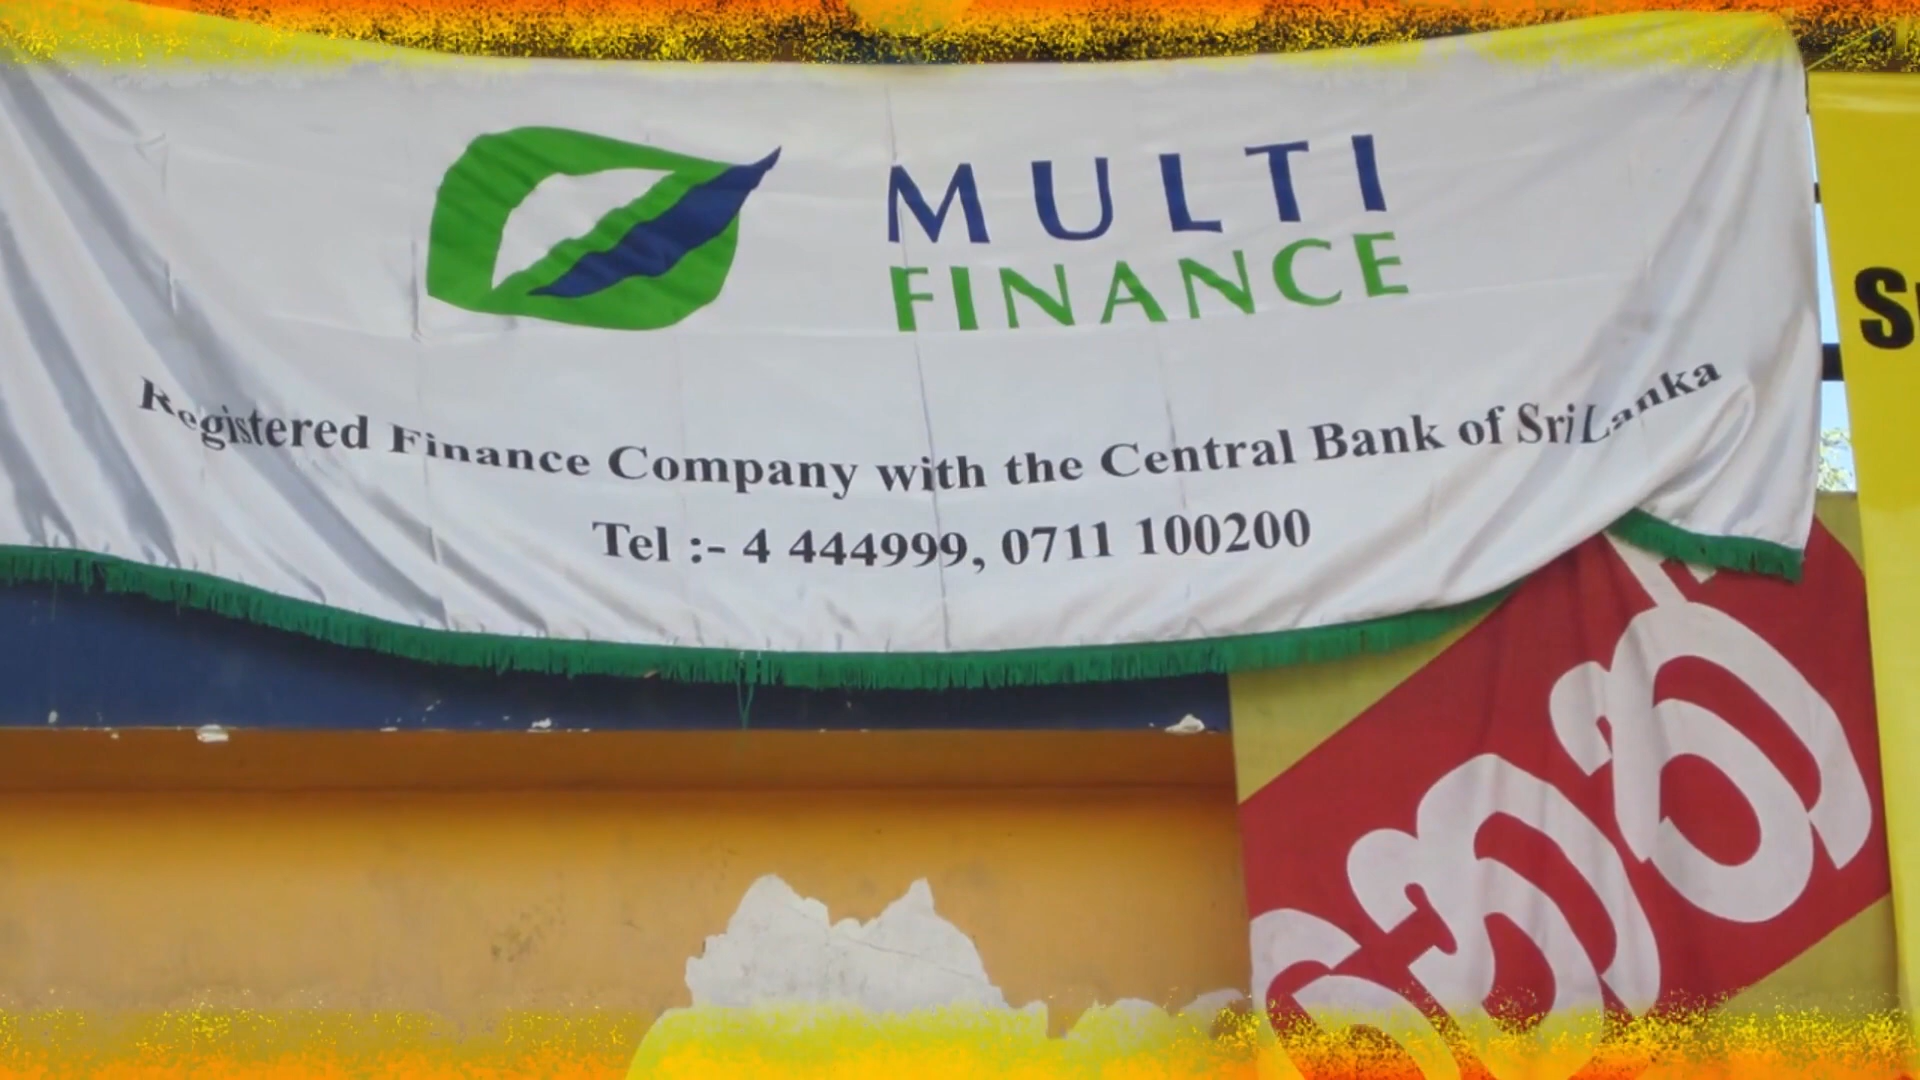 MULTI
FINANCE
Registered Finance Company with the Central Bank of Sri Lanka
Tel :- 4 444999, 0711 100200